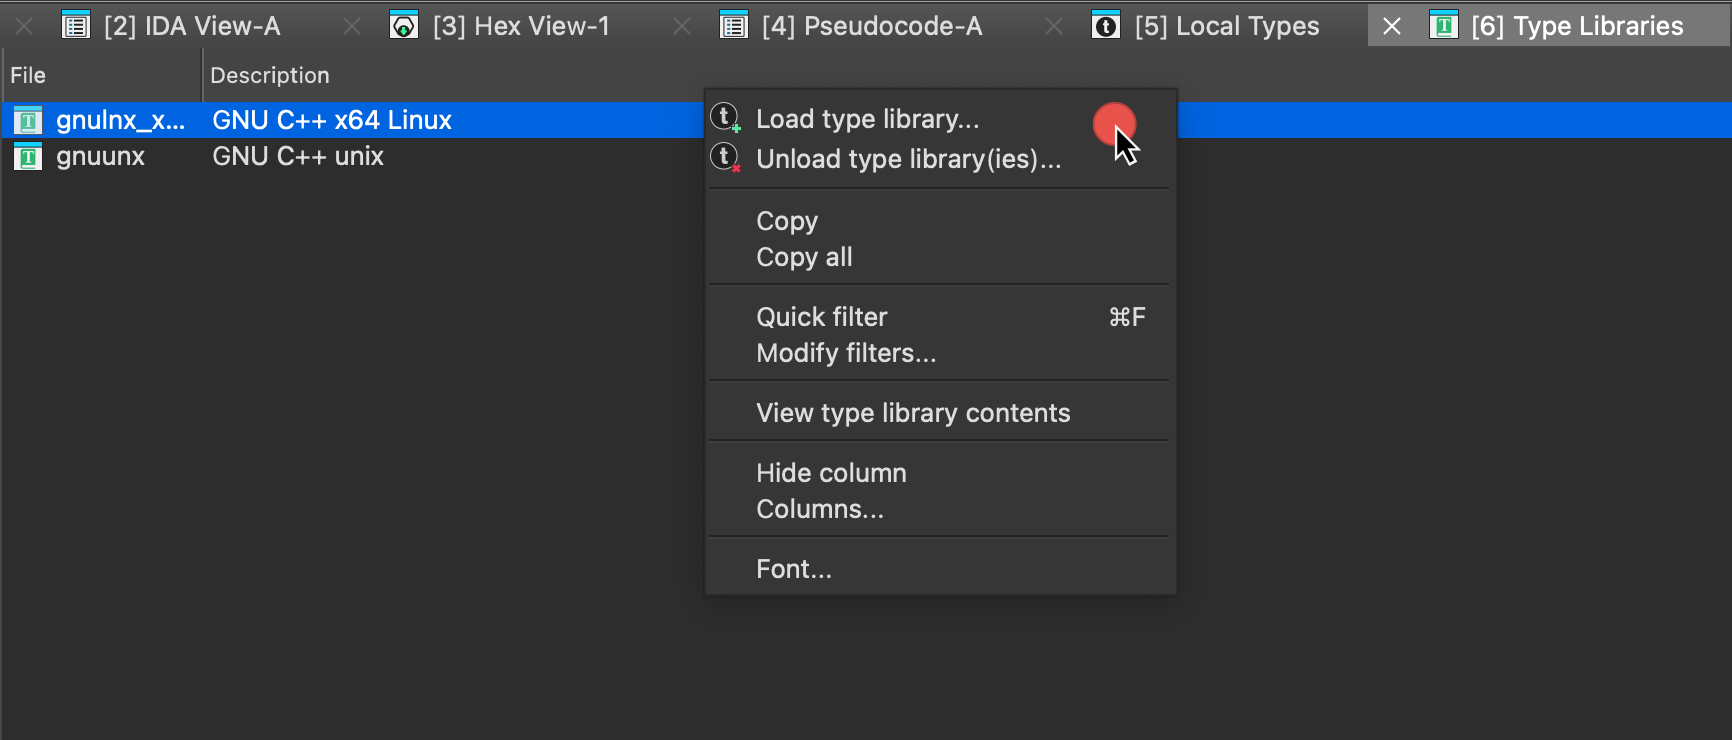 [2] IDA View-A [3] Hex View-1 [4] Pseudocode-A [5] Local Types [6] Type Libraries
File Description
gnulnx_x... GNU C++ x64 Linux
gnuunx GNU C++ unix
Load type library...
Unload type library(ies)...
Copy
Copy all
Quick filter ⌘F
Modify filters...
View type library contents
Hide column
Columns...
Font...